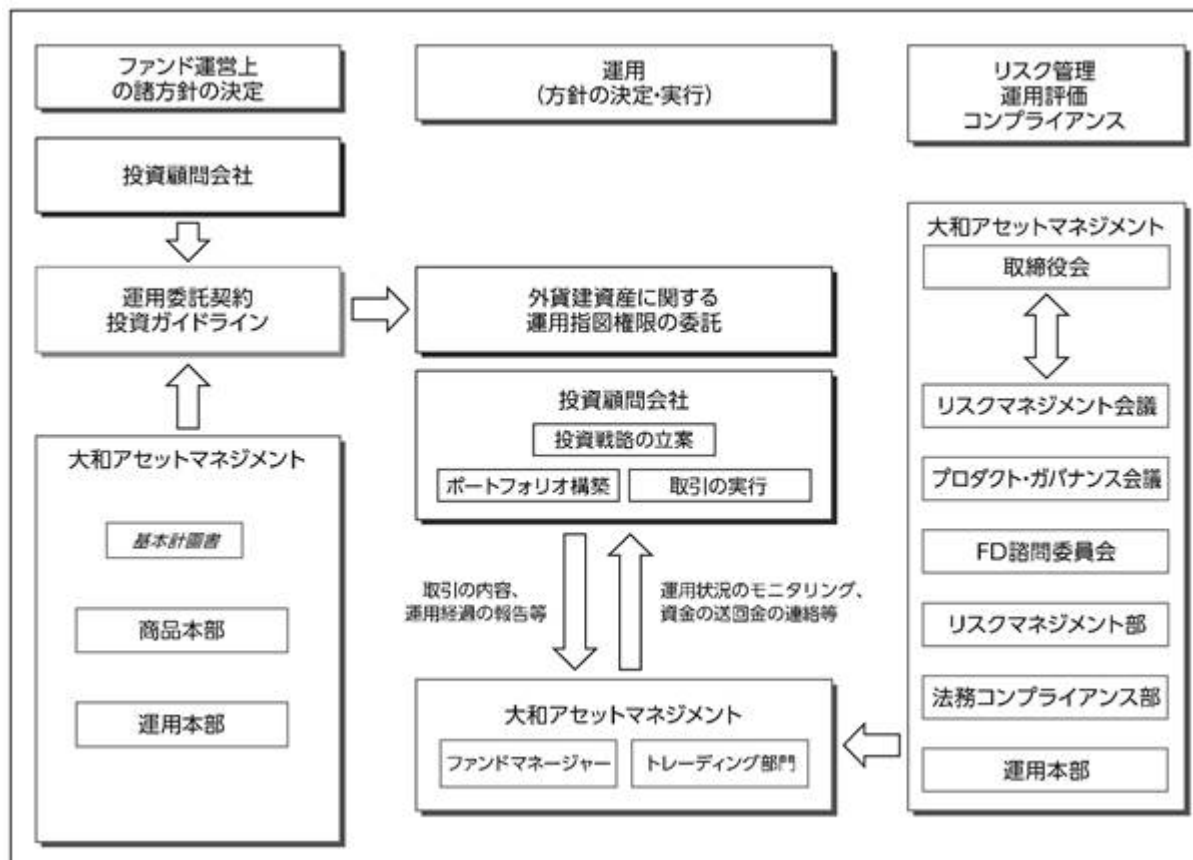 ファンド運営上
の諸方針の決定
運用
(方針の決定・実行)
リスク管理
運用評価
コンプライアンス
投資顧問会社
運用委託契約
投資ガイドライン
外貨建資産に関する
運用指図権限の委託
大和アセットマネジメント
基本計画書
商品本部
運用本部
投資顧問会社
投資戦略の立案
ポートフォリオ構築
取引の実行
取引の内容、
運用経過の報告等
運用状況のモニタリング、
資金の送回金の連絡等
大和アセットマネジメント
ファンドマネージャー
トレーディング部門
大和アセットマネジメント
取締役会
リスクマネジメント会議
プロダクト・ガバナンス会議
FD諮問委員会
リスクマネジメント部
法務コンプライアンス部
運用本部